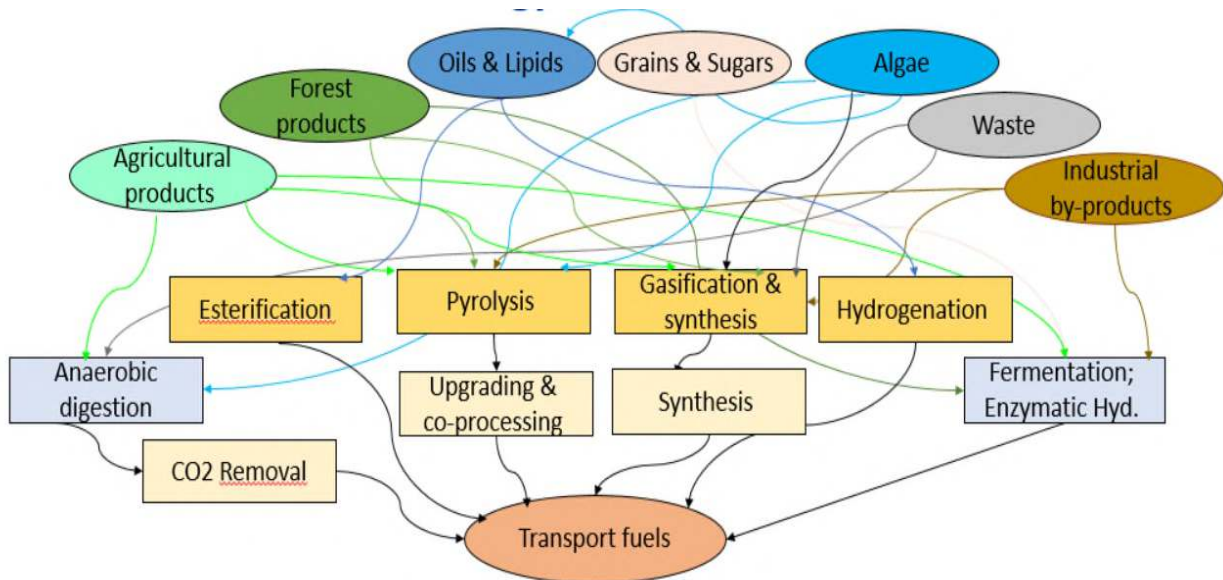 Oils & Lipids
Grains & Sugars
Algae
Forest
products
Waste
Agricultural
products
Industrial
by-products
Esterification
Pyrolysis
Gasification &
synthesis
Hydrogenation
Anaerobic
digestion
Upgrading &
co-processing
Synthesis
Fermentation;
Enzymatic Hyd.
CO2 Removal
Transport fuels